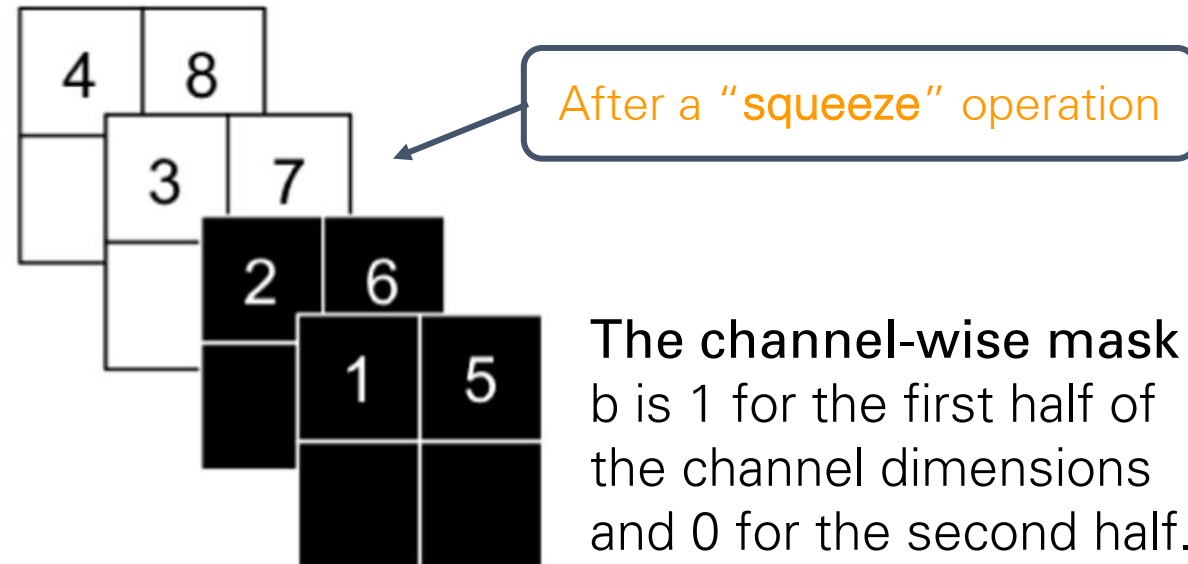 4 8
After a “squeeze” operation
3 7
2 6
1 5
The channel-wise mask
b is 1 for the first half of
the channel dimensions
and 0 for the second half.